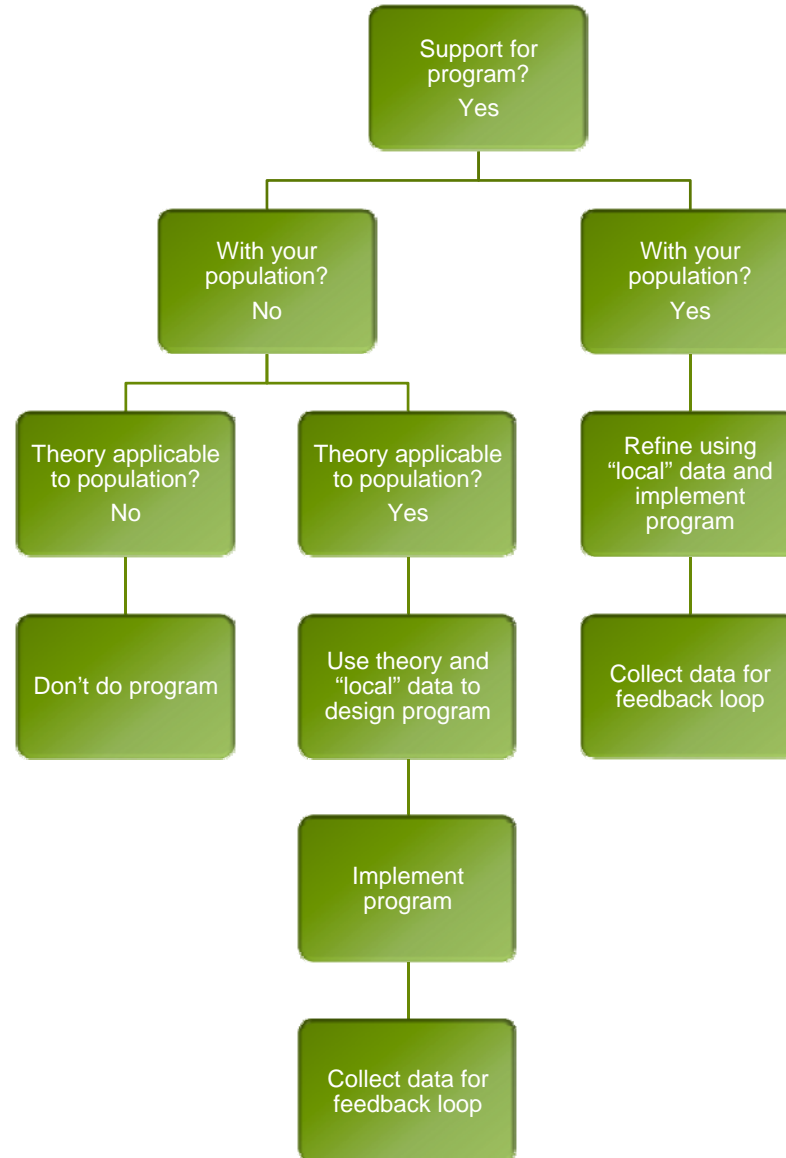 Support for
program?
Yes
With your
population?
No
With your
population?
Yes
Theory applicable
to population?
No
Theory applicable
to population?
Yes
Refine using
“local” data and
implement
program
Don’t do program
Use theory and
“local” data to
design program
Collect data for
feedback loop
Implement
program
Collect data for
feedback loop